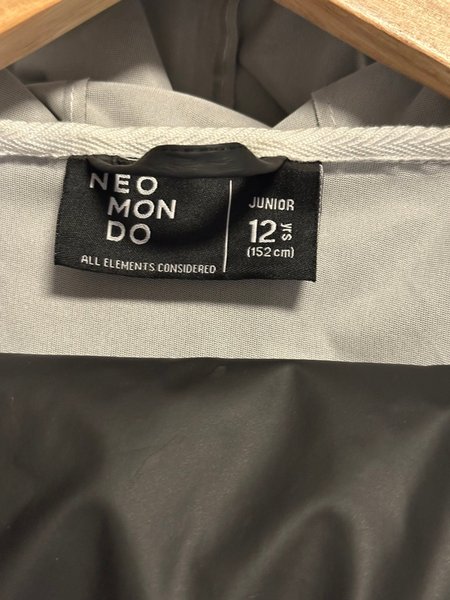 NEO
MON
DO
ALL ELEMENTS CONSIDERED
JUNIOR
12 yrs
(152 cm)